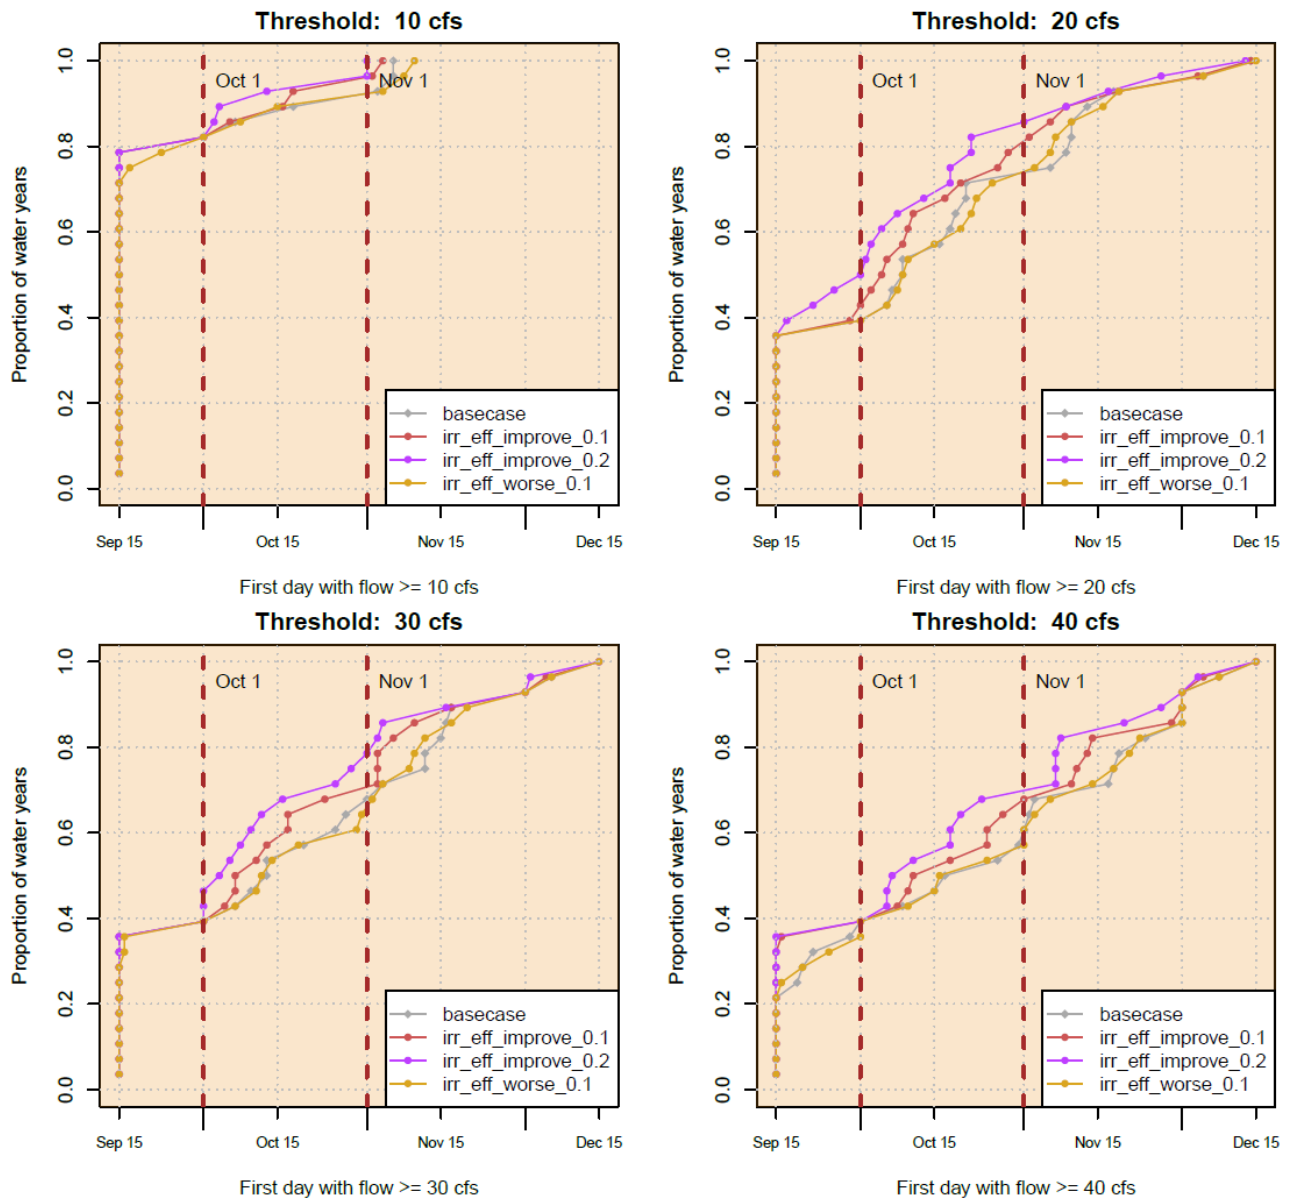 Threshold: 10 cfs
Proportion of water years
1.0
0.8
0.6
0.4
0.2
0.0
Oct 1
Nov 1
basecase
irr_eff_improve_0.1
irr_eff_improve_0.2
irr_eff_worse_0.1
Sep 15
Oct 15
Nov 15
Dec 15
First day with flow >= 10 cfs
Threshold: 20 cfs
Proportion of water years
1.0
0.8
0.6
0.4
0.2
0.0
Oct 1
Nov 1
basecase
irr_eff_improve_0.1
irr_eff_improve_0.2
irr_eff_worse_0.1
Sep 15
Oct 15
Nov 15
Dec 15
First day with flow >= 20 cfs
Threshold: 30 cfs
Proportion of water years
1.0
0.8
0.6
0.4
0.2
0.0
Oct 1
Nov 1
basecase
irr_eff_improve_0.1
irr_eff_improve_0.2
irr_eff_worse_0.1
Sep 15
Oct 15
Nov 15
Dec 15
First day with flow >= 30 cfs
Threshold: 40 cfs
Proportion of water years
1.0
0.8
0.6
0.4
0.2
0.0
Oct 1
Nov 1
basecase
irr_eff_improve_0.1
irr_eff_improve_0.2
irr_eff_worse_0.1
Sep 15
Oct 15
Nov 15
Dec 15
First day with flow >= 40 cfs